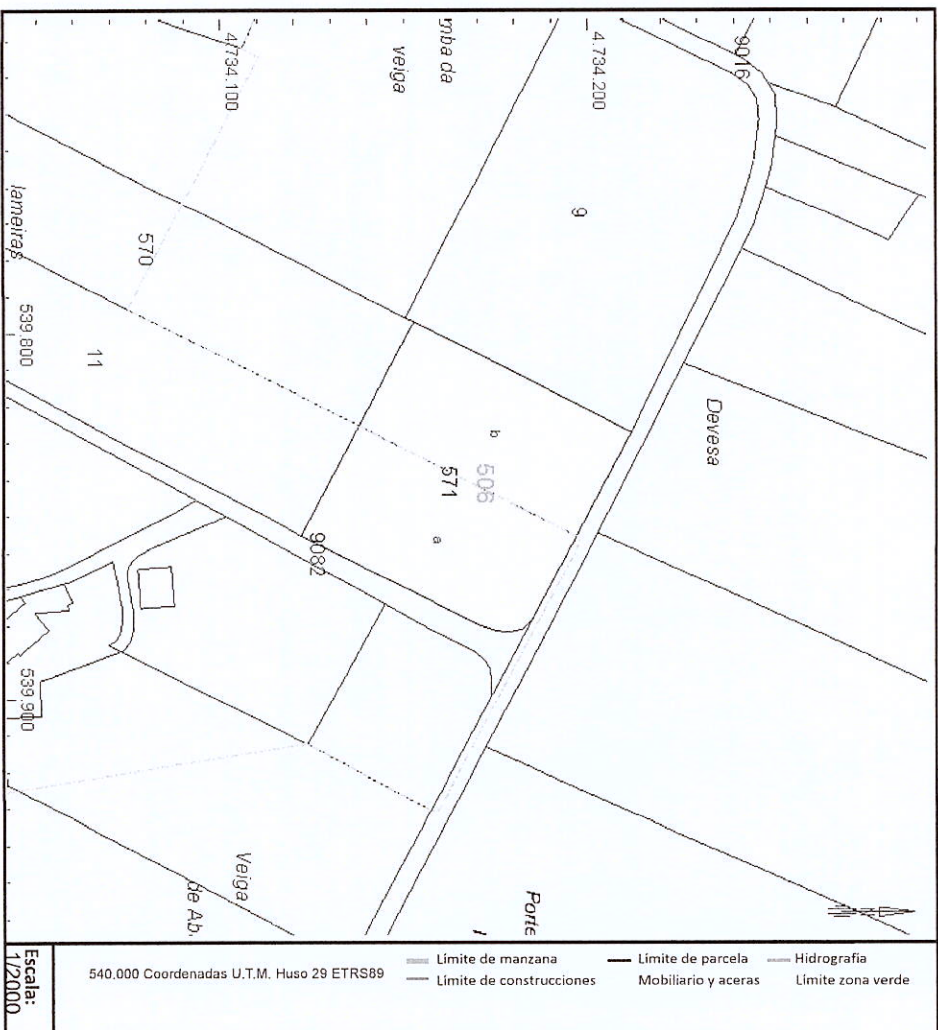 4.734.100
4.734.200
9016
mba da
veiga
9
570
lameiras
539.800
11
Devesa
b
506
571
a
9082
539.900
Veiga
de Ab.
Porte
Escala:
1/2000
540.000 Coordenadas U.T.M. Huso 29 ETRS89
Límite de manzana
Límite de parcela
Hidrografía
Límite de construcciones
Mobiliario y aceras
Límite zona verde